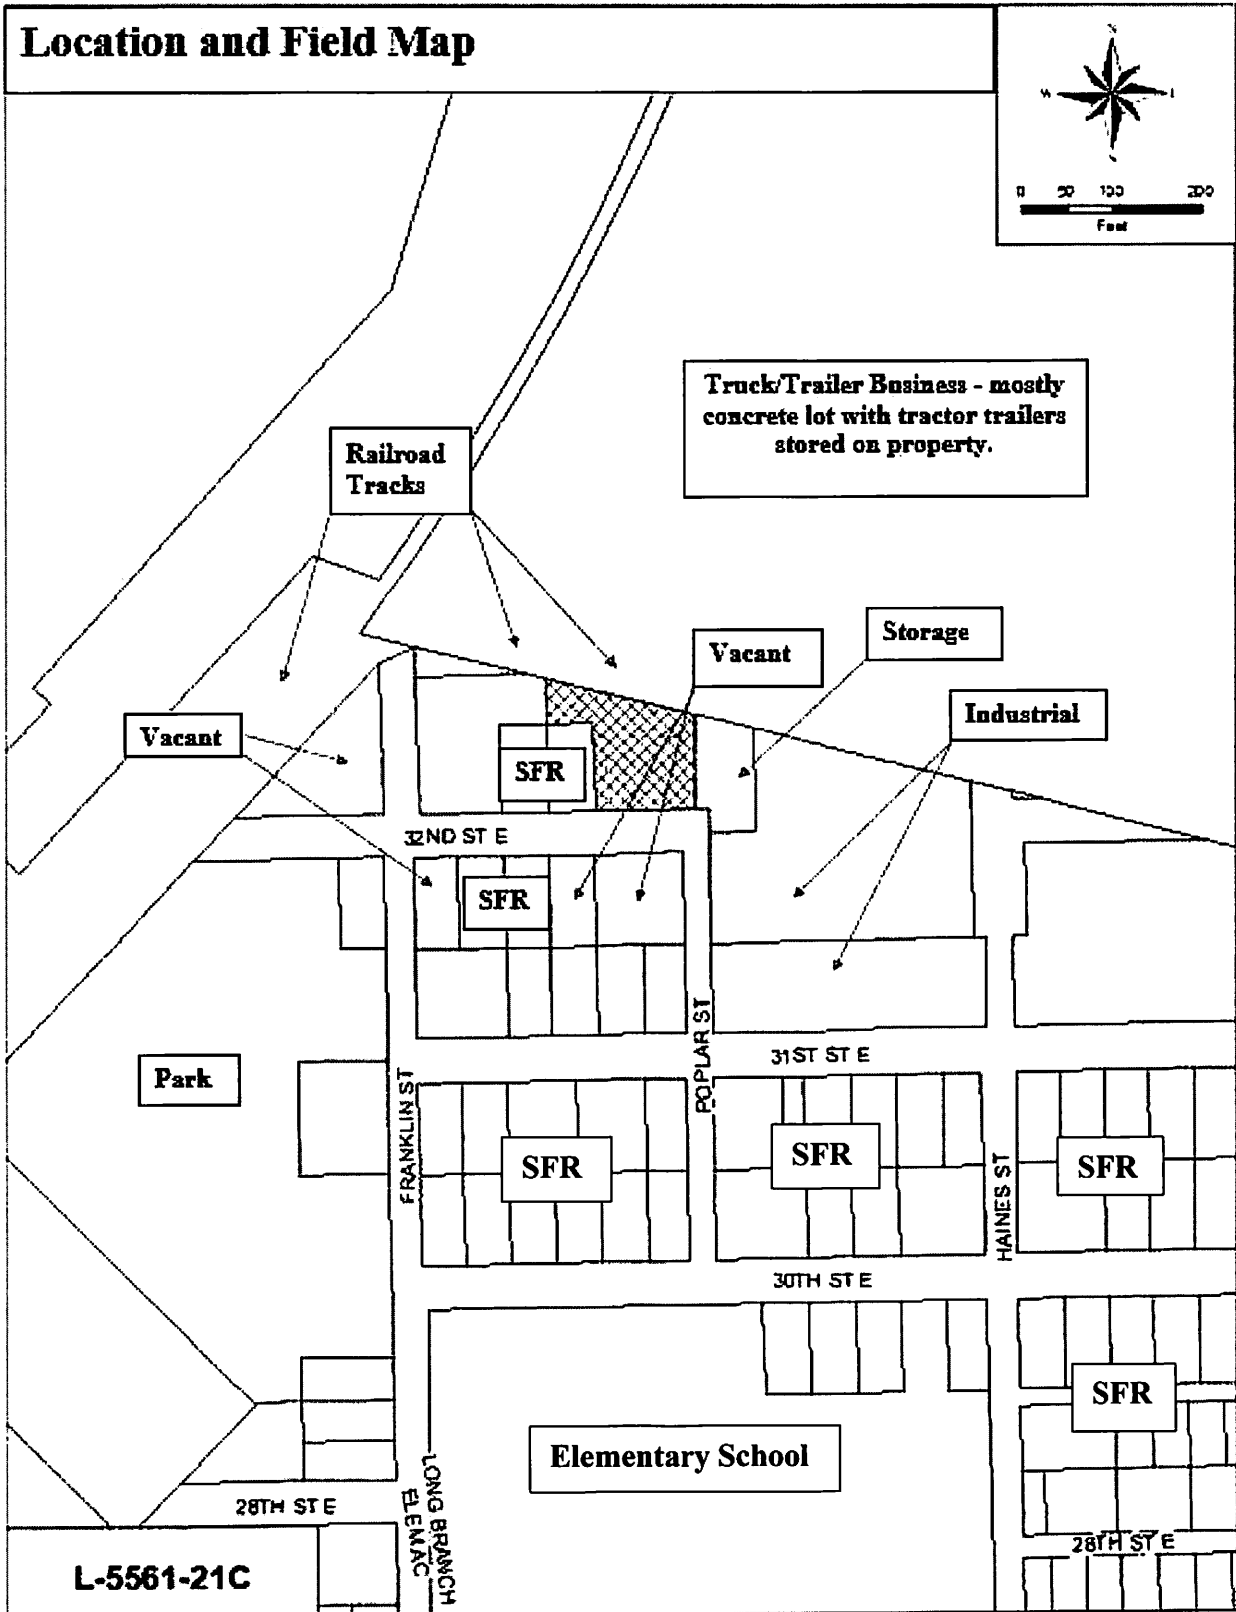 Location and Field Map
N
W
0 50 100 200
Feet
Truck/Trailer Business - mostly
concrete lot with tractor trailers
stored on property.
Railroad
Tracks
Storage
Vacant
Industrial
Vacant
SFR
32ND ST E
SFR
POPLAR ST
31ST ST E
Park
FRANKLIN ST
SFR
SFR
SFR
HAINES ST
30TH ST E
SFR
Elementary School
LONG BRANCH
ELEM AC
28TH ST E
28TH ST E
L-5561-21C